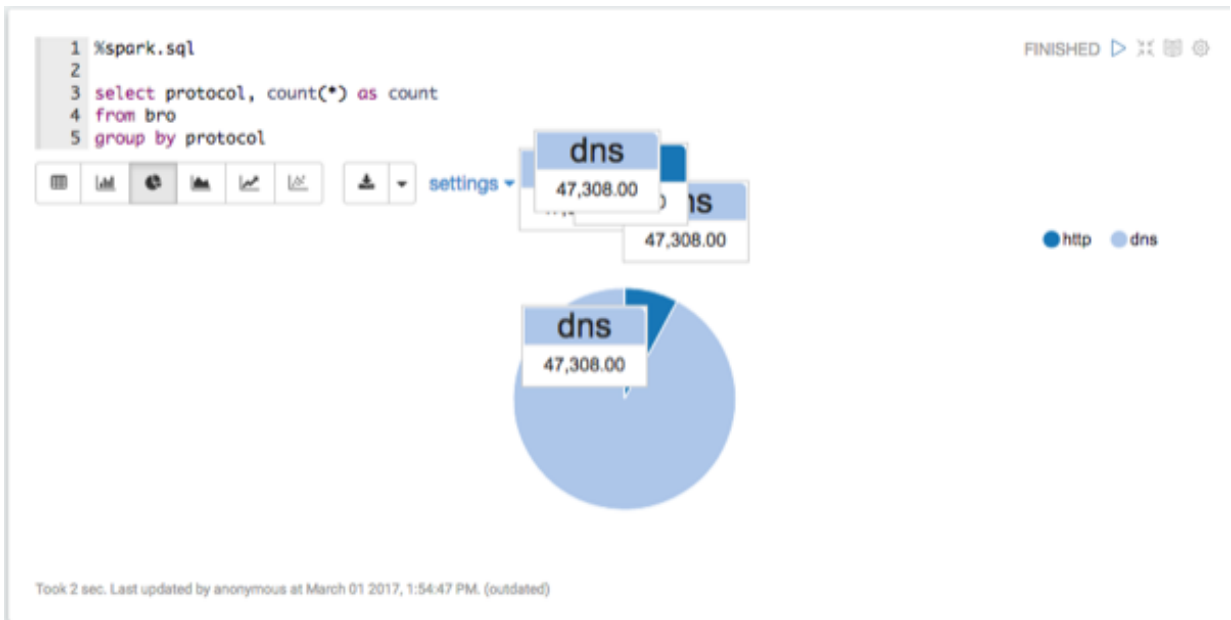 1 %spark.sql
2
3 select protocol, count(*) as count
4 from bro
5 group by protocol
FINISHED
settings
dns
47,308.00
47,308.00
http dns
dns
47,308.00
Took 2 sec. Last updated by anonymous at March 01 2017, 1:54:47 PM. (outdated)